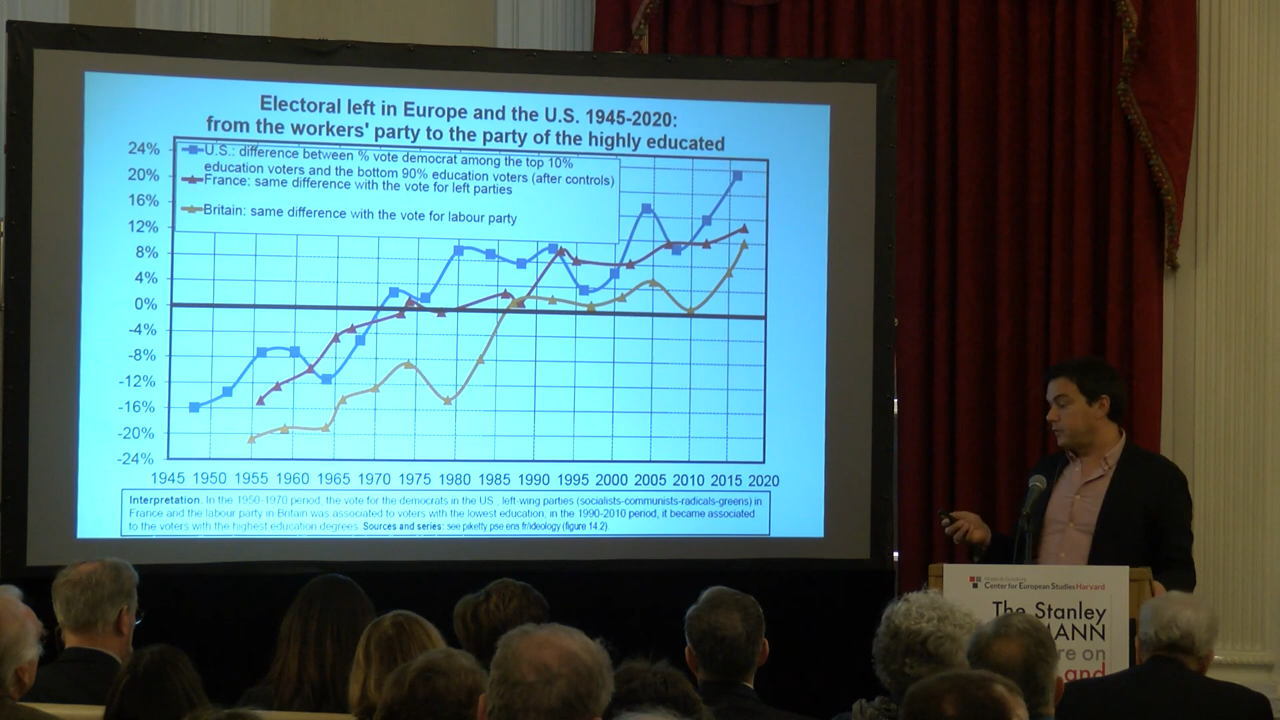 Electoral left in Europe and the U.S. 1945-2020:
from the workers' party to the party of the highly educated
U.S.: difference between % vote democrat among the top 10%
education voters and the bottom 90% education voters (after controls)
France: same difference with the vote for left parties
Britain: same difference with the vote for labour party
24%
20%
16%
12%
8%
4%
0%
-4%
-8%
-12%
-16%
-20%
-24%
1945 1950 1955 1960 1965 1970 1975 1980 1985 1990 1995 2000 2005 2010 2015 2020
Interpretation. In the 1950-1970 period, the vote for the democrats in the US, left-wing parties (socialists-communists-radicals-greens) in
France and the labour party in Britain was associated to voters with the lowest education; in the 1990-2010 period, it became associated
to the voters with the highest education degrees. Sources and series: see piketty.pse.ens.fr/ideology (figure 14.2).
Center for European Studies Harvard
The Stanley
MANN
re on
and